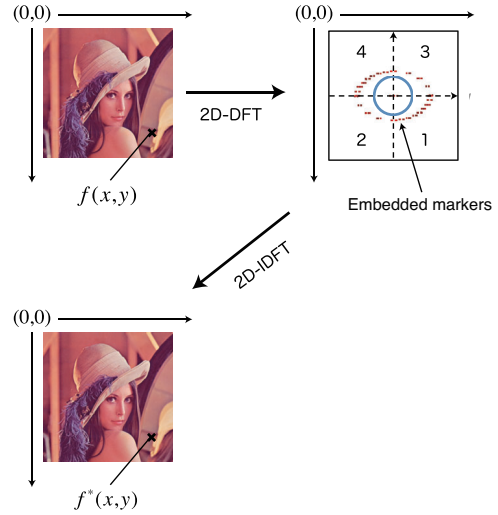 (0,0)
(0,0)
4 3
2 1
2D-DFT
f(x,y)
Embedded markers
2D-IDFT
(0,0)
f*(x,y)